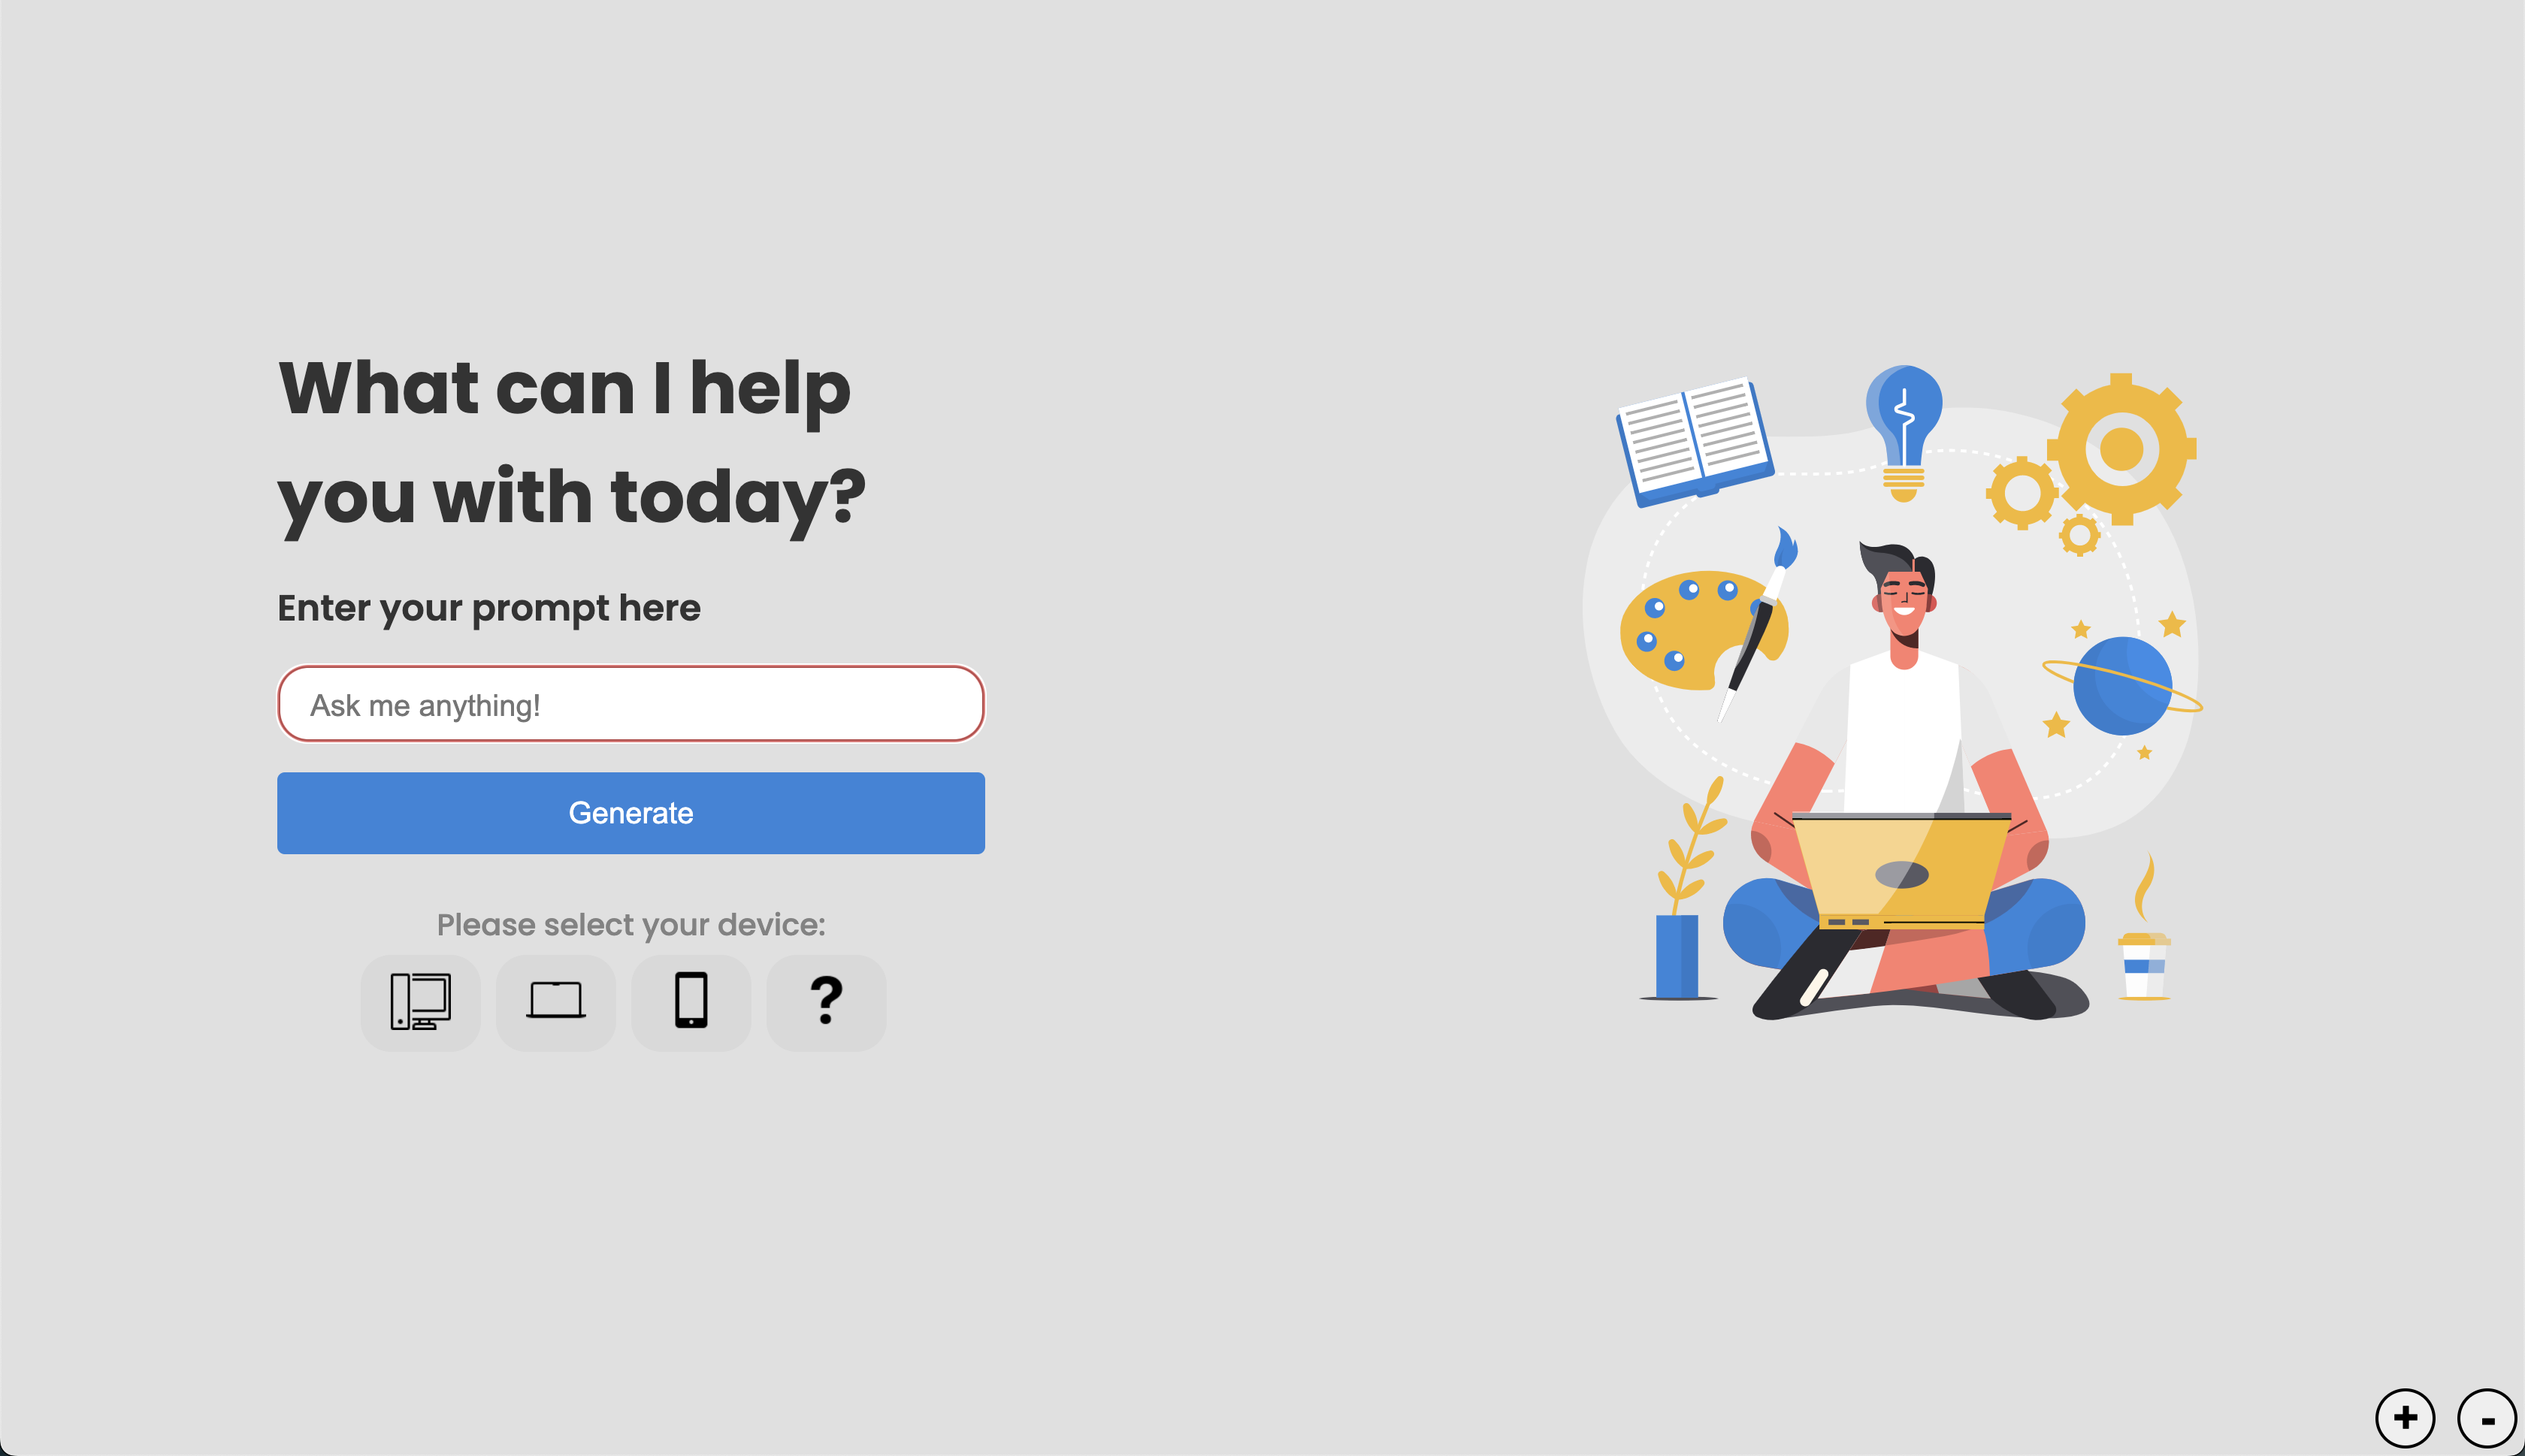 What can I help
you with today?
Enter your prompt here
Ask me anything!
Generate
Please select your device:
?
+
-